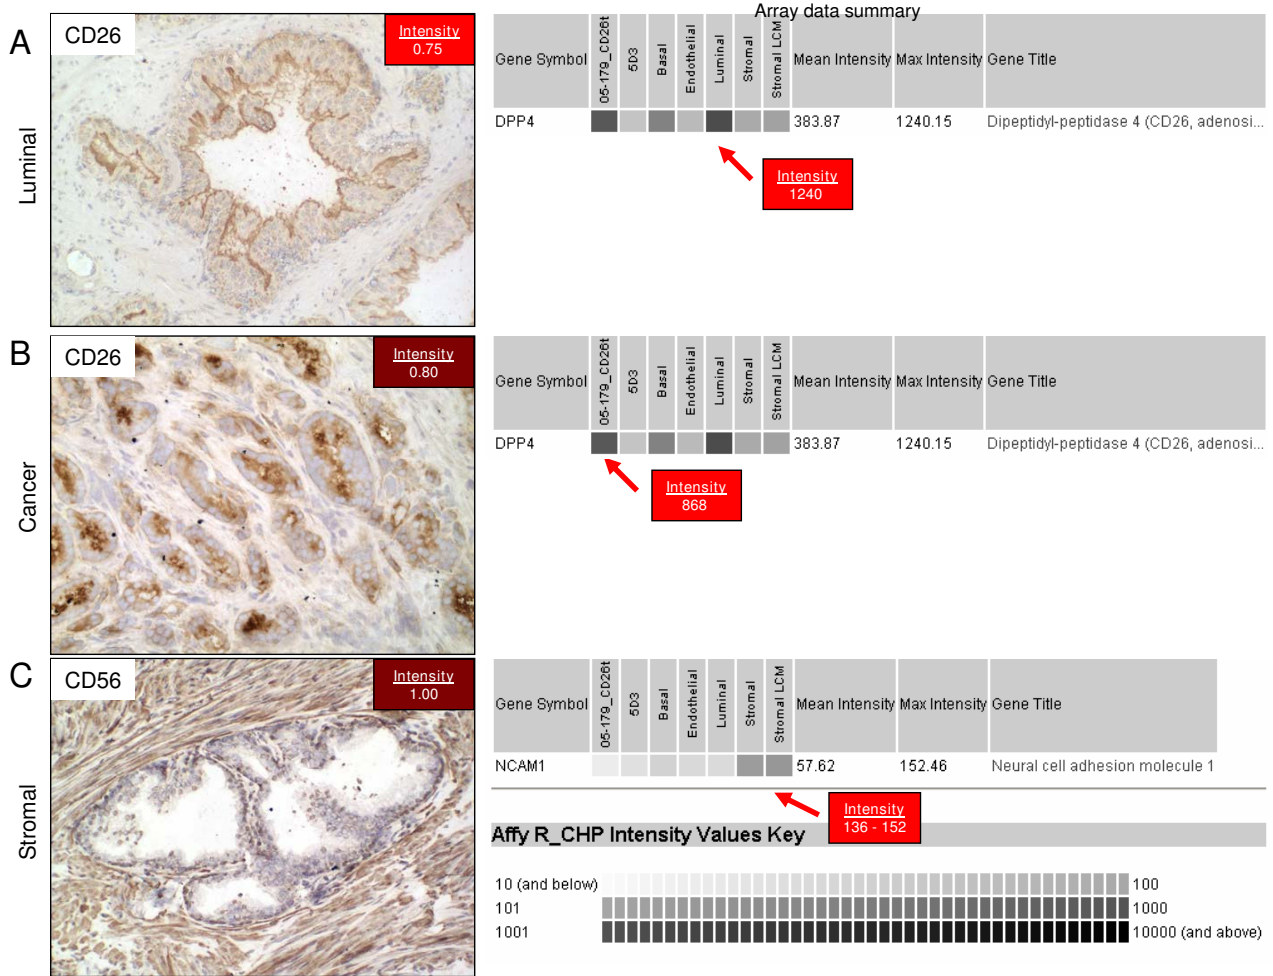 Array data summary
A
CD26
Intensity
0.75
Luminal
Gene Symbol 05-179_CD26t 5D3 Basal Endothelial Luminal Stromal Stromal LCM Mean Intensity Max Intensity Gene Title
DPP4 383.87 1240.15 Dipeptidyl-peptidase 4 (CD26, adenosi...
Intensity
1240
B
CD26
Intensity
0.80
Cancer
Gene Symbol 05-179_CD26t 5D3 Basal Endothelial Luminal Stromal Stromal LCM Mean Intensity Max Intensity Gene Title
DPP4 383.87 1240.15 Dipeptidyl-peptidase 4 (CD26, adenosi...
Intensity
868
C
CD56
Intensity
1.00
Stromal
Gene Symbol 05-179_CD26t 5D3 Basal Endothelial Luminal Stromal Stromal LCM Mean Intensity Max Intensity Gene Title
NCAM1 57.62 152.46 Neural cell adhesion molecule 1
Intensity
136 - 152
Affy R_CHP Intensity Values Key
10 (and below) 100
101 1000
1001 10000 (and above)